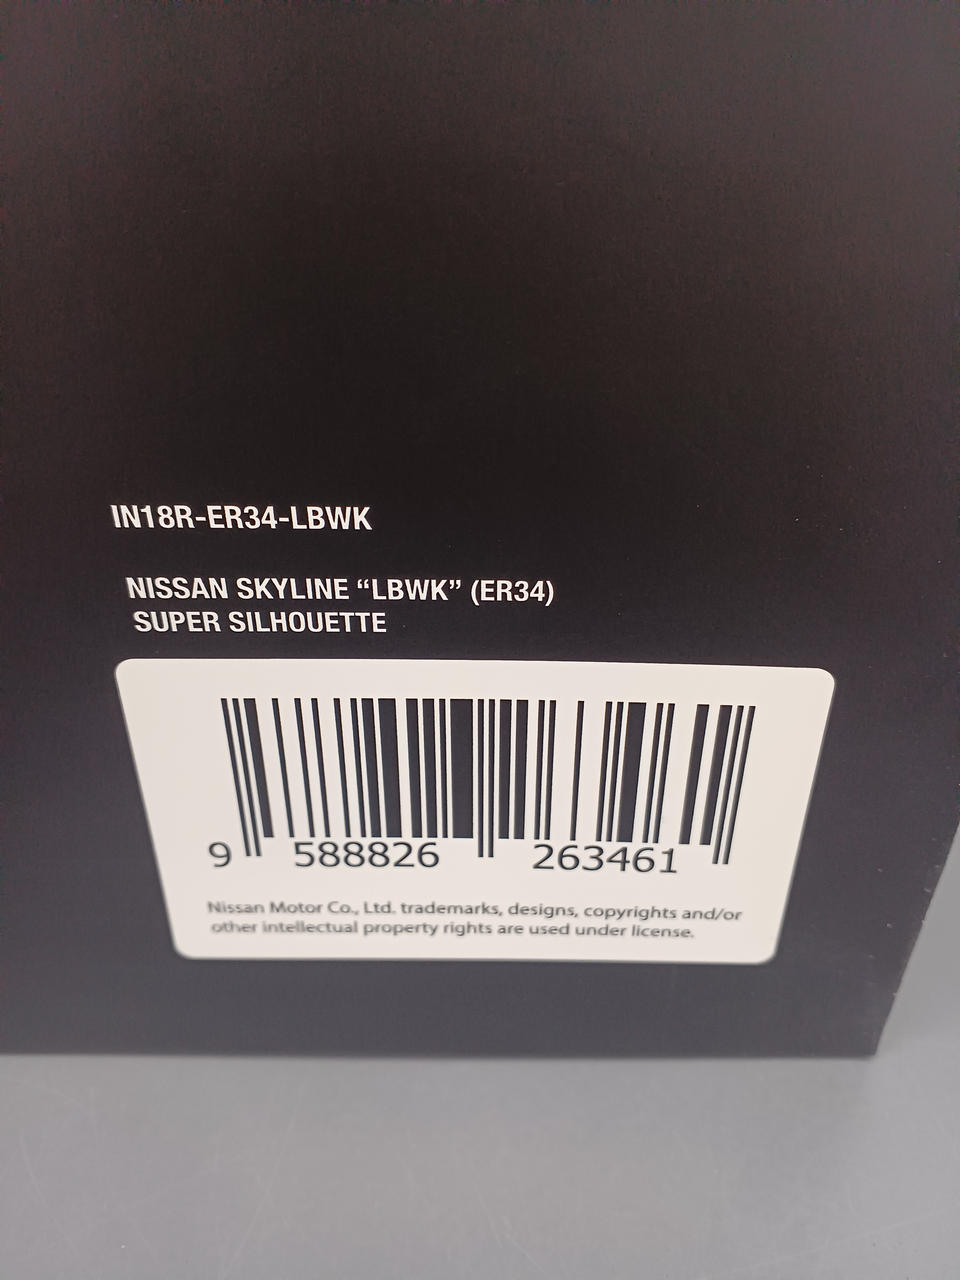 IN18R-ER34-LBWK
NISSAN SKYLINE “LBWK” (ER34)
SUPER SILHOUETTE
9 588826 263461
Nissan Motor Co., Ltd. trademarks, designs, copyrights and/or
other intellectual property rights are used under license.